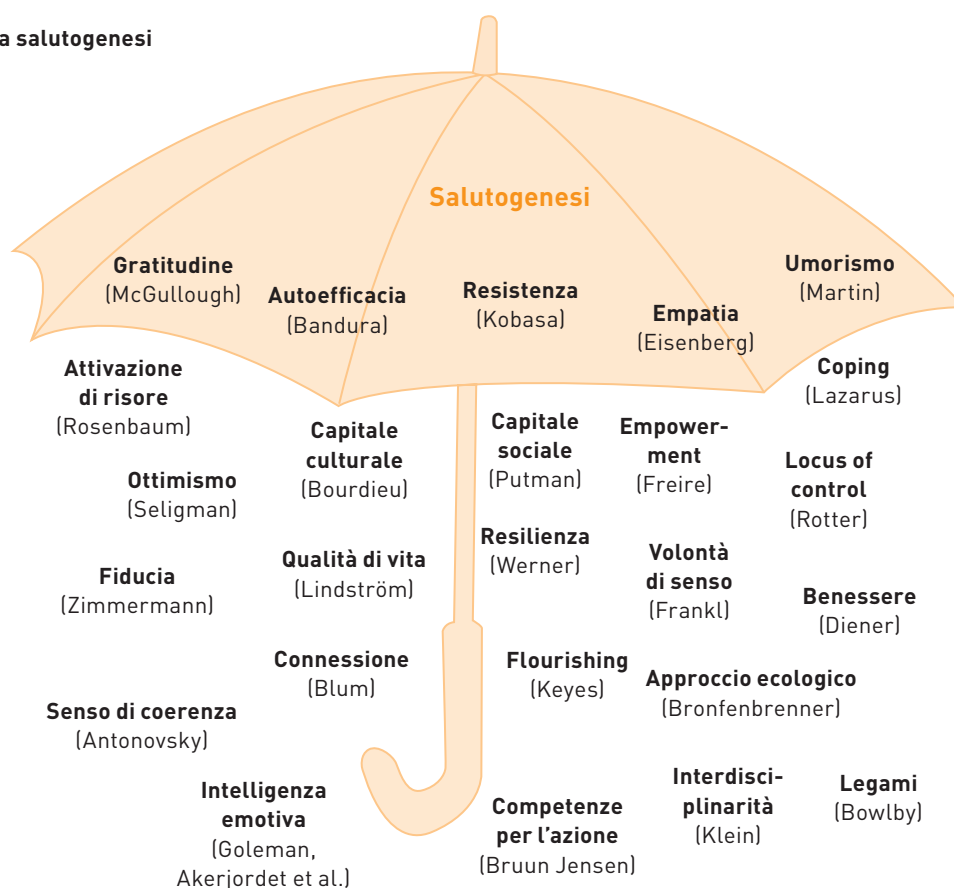 a salutogenesi
Salutogenesi
Gratitudine
(McGullough)
Autoefficacia
(Bandura)
Resistenza
(Kobasa)
Empatia
(Eisenberg)
Umorismo
(Martin)
Attivazione
di risore
(Rosenbaum)
Capitale
culturale
(Bourdieu)
Capitale
sociale
(Putman)
Empower-
ment
(Freire)
Coping
(Lazarus)
Ottimismo
(Seligman)
Locus of
control
(Rotter)
Fiducia
(Zimmermann)
Qualità di vita
(Lindström)
Resilienza
(Werner)
Volontà
di senso
(Frankl)
Benessere
(Diener)
Connessione
(Blum)
Flourishing
(Keyes)
Approccio ecologico
(Bronfenbrenner)
Senso di coerenza
(Antonovsky)
Intelligenza
emotiva
(Goleman,
Akerjordet et al.)
Competenze
per l’azione
(Bruun Jensen)
Interdisci-
plinarità
(Klein)
Legami
(Bowlby)